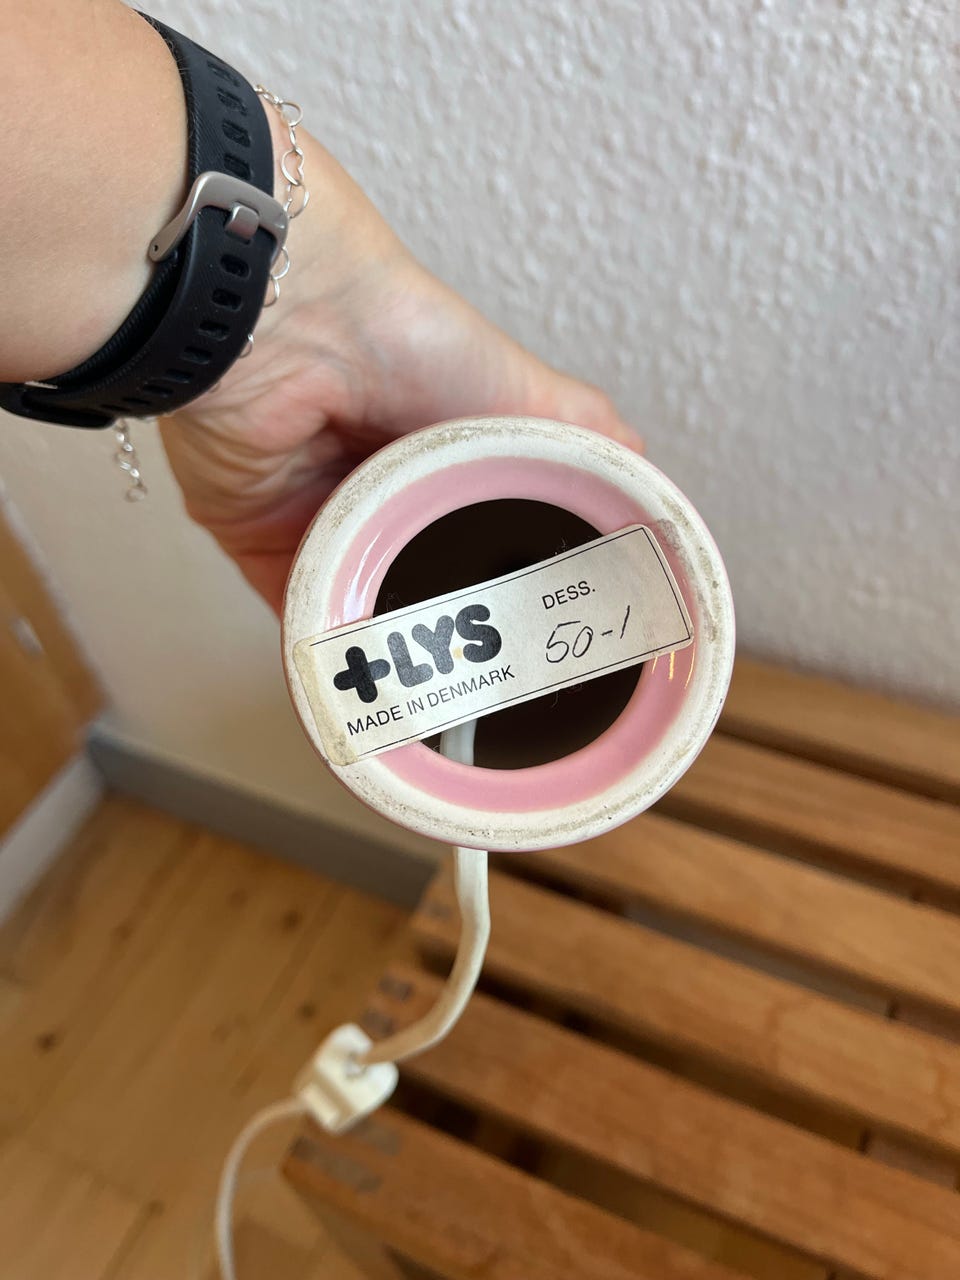 +LYS
MADE IN DENMARK
DESS.
50-1